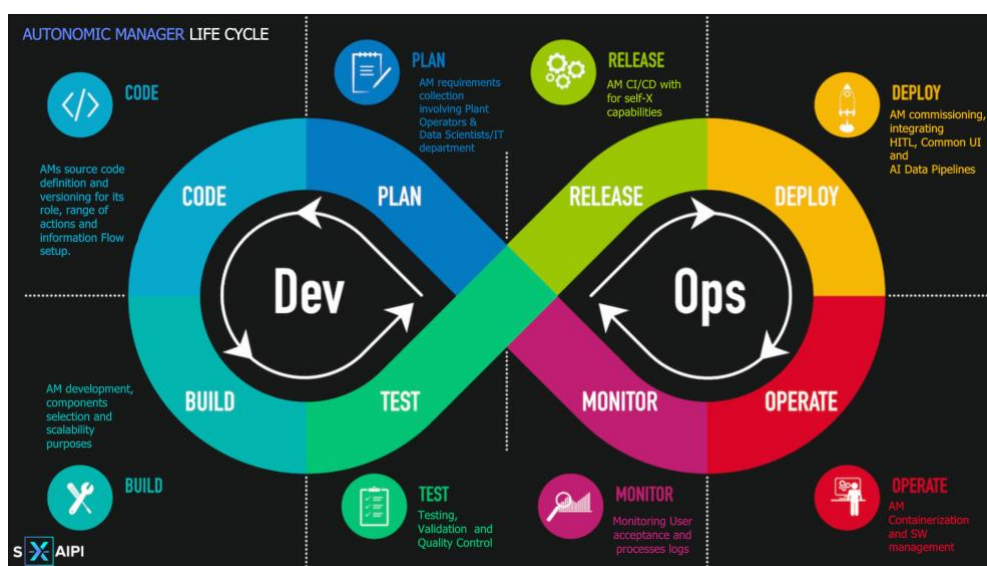 AUTONOMIC MANAGER LIFE CYCLE
CODE
AMs source code
definition and
versioning for its
role, range of
actions and
information Flow
setup.
PLAN
AM requirements
collection
involving Plant
Operators &
Data Scientists/IT
department
RELEASE
AM CI/CD with
for self-X
capabilities
DEPLOY
AM commissioning,
integrating
HITL, Common UI
and
AI Data Pipelines
CODE
PLAN
RELEASE
DEPLOY
Dev
Ops
BUILD
TEST
MONITOR
OPERATE
AM development,
components
selection and
scalability
purposes
BUILD
TEST
Testing,
Validation and
Quality Control
MONITOR
Monitoring User
acceptance and
processes logs
OPERATE
AM
Containerization
and SW
management
S X AIPI